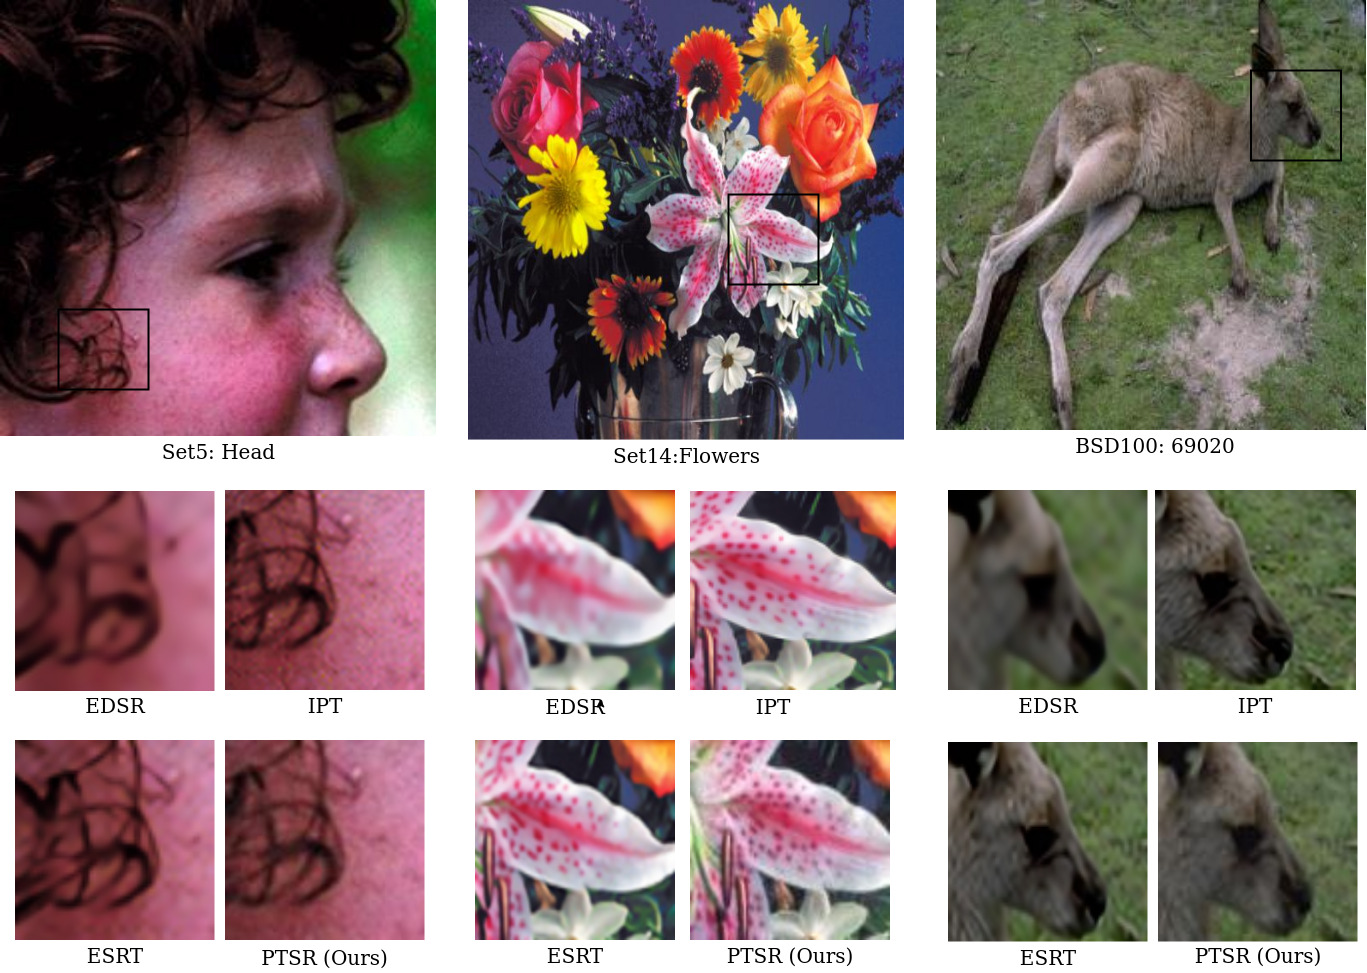 Set5: Head
Set14:Flowers
BSD100: 69020
EDSR
IPT
EDSR
IPT
EDSR
IPT
ESRT
PTSR (Ours)
ESRT
PTSR (Ours)
ESRT
PTSR (Ours)